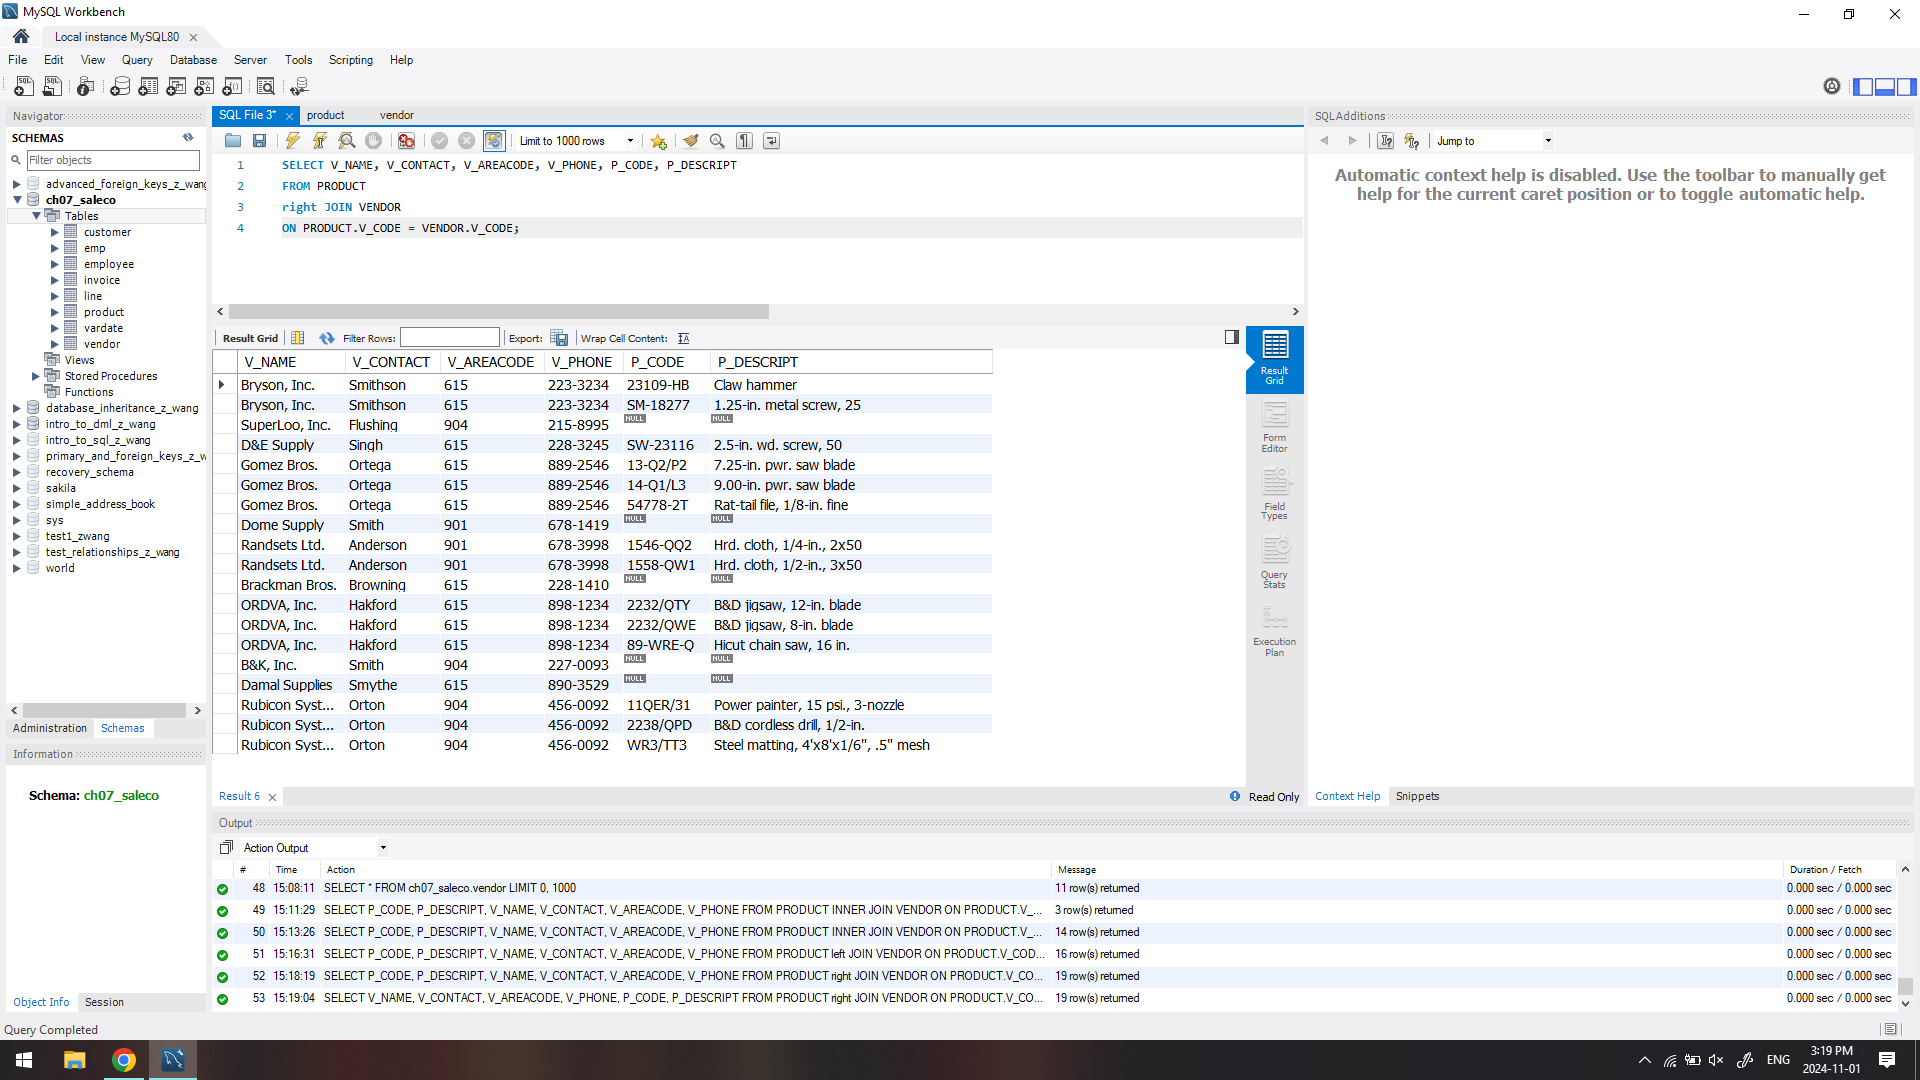 MySQL Workbench
Local instance MySQL80
File Edit View Query Database Server Tools Scripting Help
Navigator
SCHEMAS
Filter objects
advanced_foreign_keys_z_wang
ch07_saleco
Tables
customer
emp
employee
invoice
line
product
vardate
vendor
Views
Stored Procedures
Functions
database_inheritance_z_wang
intro_to_dml_z_wang
intro_to_sql_z_wang
primary_and_foreign_keys_z_w
recovery_schema
sakila
simple_address_book
sys
test1_zwang
test_relationships_z_wang
world
Administration Schemas
Information
Schema: ch07_saleco
Object Info Session
SQL File 3* product vendor
Limit to 1000 rows
1 SELECT V_NAME, V_CONTACT, V_AREACODE, V_PHONE, P_CODE, P_DESCRIPT
2 FROM PRODUCT
3 right JOIN VENDOR
4 ON PRODUCT.V_CODE = VENDOR.V_CODE;
Result Grid Filter Rows: Export: Wrap Cell Content:
V_NAME V_CONTACT V_AREACODE V_PHONE P_CODE P_DESCRIPT
Bryson, Inc. Smithson 615 223-3234 23109-HB Claw hammer
Bryson, Inc. Smithson 615 223-3234 SM-18277 1.25-in. metal screw, 25
SuperLoo, Inc. Flushing 904 215-8995 NULL NULL
D&E Supply Singh 615 228-3245 SW-23116 2.5-in. wd. screw, 50
Gomez Bros. Ortega 615 889-2546 13-Q2/P2 7.25-in. pwr. saw blade
Gomez Bros. Ortega 615 889-2546 14-Q1/L3 9.00-in. pwr. saw blade
Gomez Bros. Ortega 615 889-2546 54778-2T Rat-tail file, 1/8-in. fine
Dome Supply Smith 901 678-1419 NULL NULL
Randsets Ltd. Anderson 901 678-3998 1546-QQ2 Hrd. cloth, 1/4-in., 2x50
Randsets Ltd. Anderson 901 678-3998 1558-QW1 Hrd. cloth, 1/2-in., 3x50
Brackman Bros. Browning 615 228-1410 NULL NULL
ORDVA, Inc. Hakford 615 898-1234 2232/QTY B&D jigsaw, 12-in. blade
ORDVA, Inc. Hakford 615 898-1234 2232/QWE B&D jigsaw, 8-in. blade
ORDVA, Inc. Hakford 615 898-1234 89-WRE-Q Hicut chain saw, 16 in.
B&K, Inc. Smith 904 227-0093 NULL NULL
Damal Supplies Smythe 615 890-3529 NULL NULL
Rubicon Syst... Orton 904 456-0092 11QER/31 Power painter, 15 psi., 3-nozzle
Rubicon Syst... Orton 904 456-0092 2238/QPD B&D cordless drill, 1/2-in.
Rubicon Syst... Orton 904 456-0092 WR3/TT3 Steel matting, 4'x8'x1/6", .5" mesh
Result Grid
Form Editor
Field Types
Query Stats
Execution Plan
Result 6
Read Only
SQLAdditions
Jump to
Automatic context help is disabled. Use the toolbar to manually get
help for the current caret position or to toggle automatic help.
Context Help Snippets
Output
Action Output
# Time Action Message Duration / Fetch
48 15:08:11 SELECT * FROM ch07_saleco.vendor LIMIT 0, 1000 11 row(s) returned 0.000 sec / 0.000 sec
49 15:11:29 SELECT P_CODE, P_DESCRIPT, V_NAME, V_CONTACT, V_AREACODE, V_PHONE FROM PRODUCT INNER JOIN VENDOR ON PRODUCT.V_... 3 row(s) returned 0.000 sec / 0.000 sec
50 15:13:26 SELECT P_CODE, P_DESCRIPT, V_NAME, V_CONTACT, V_AREACODE, V_PHONE FROM PRODUCT INNER JOIN VENDOR ON PRODUCT.V_... 14 row(s) returned 0.000 sec / 0.000 sec
51 15:16:31 SELECT P_CODE, P_DESCRIPT, V_NAME, V_CONTACT, V_AREACODE, V_PHONE FROM PRODUCT left JOIN VENDOR ON PRODUCT.V_COD... 16 row(s) returned 0.000 sec / 0.000 sec
52 15:18:19 SELECT P_CODE, P_DESCRIPT, V_NAME, V_CONTACT, V_AREACODE, V_PHONE FROM PRODUCT right JOIN VENDOR ON PRODUCT.V_CO... 19 row(s) returned 0.000 sec / 0.000 sec
53 15:19:04 SELECT V_NAME, V_CONTACT, V_AREACODE, V_PHONE, P_CODE, P_DESCRIPT FROM PRODUCT right JOIN VENDOR ON PRODUCT.V_CO... 19 row(s) returned 0.000 sec / 0.000 sec
Query Completed
ENG
3:19 PM
2024-11-01